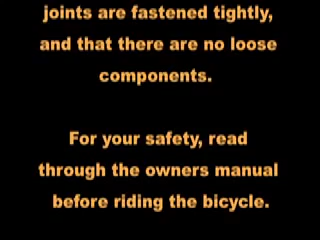 joints are fastened tightly,
and that there are no loose
components.
For your safety, read
through the owners manual
before riding the bicycle.